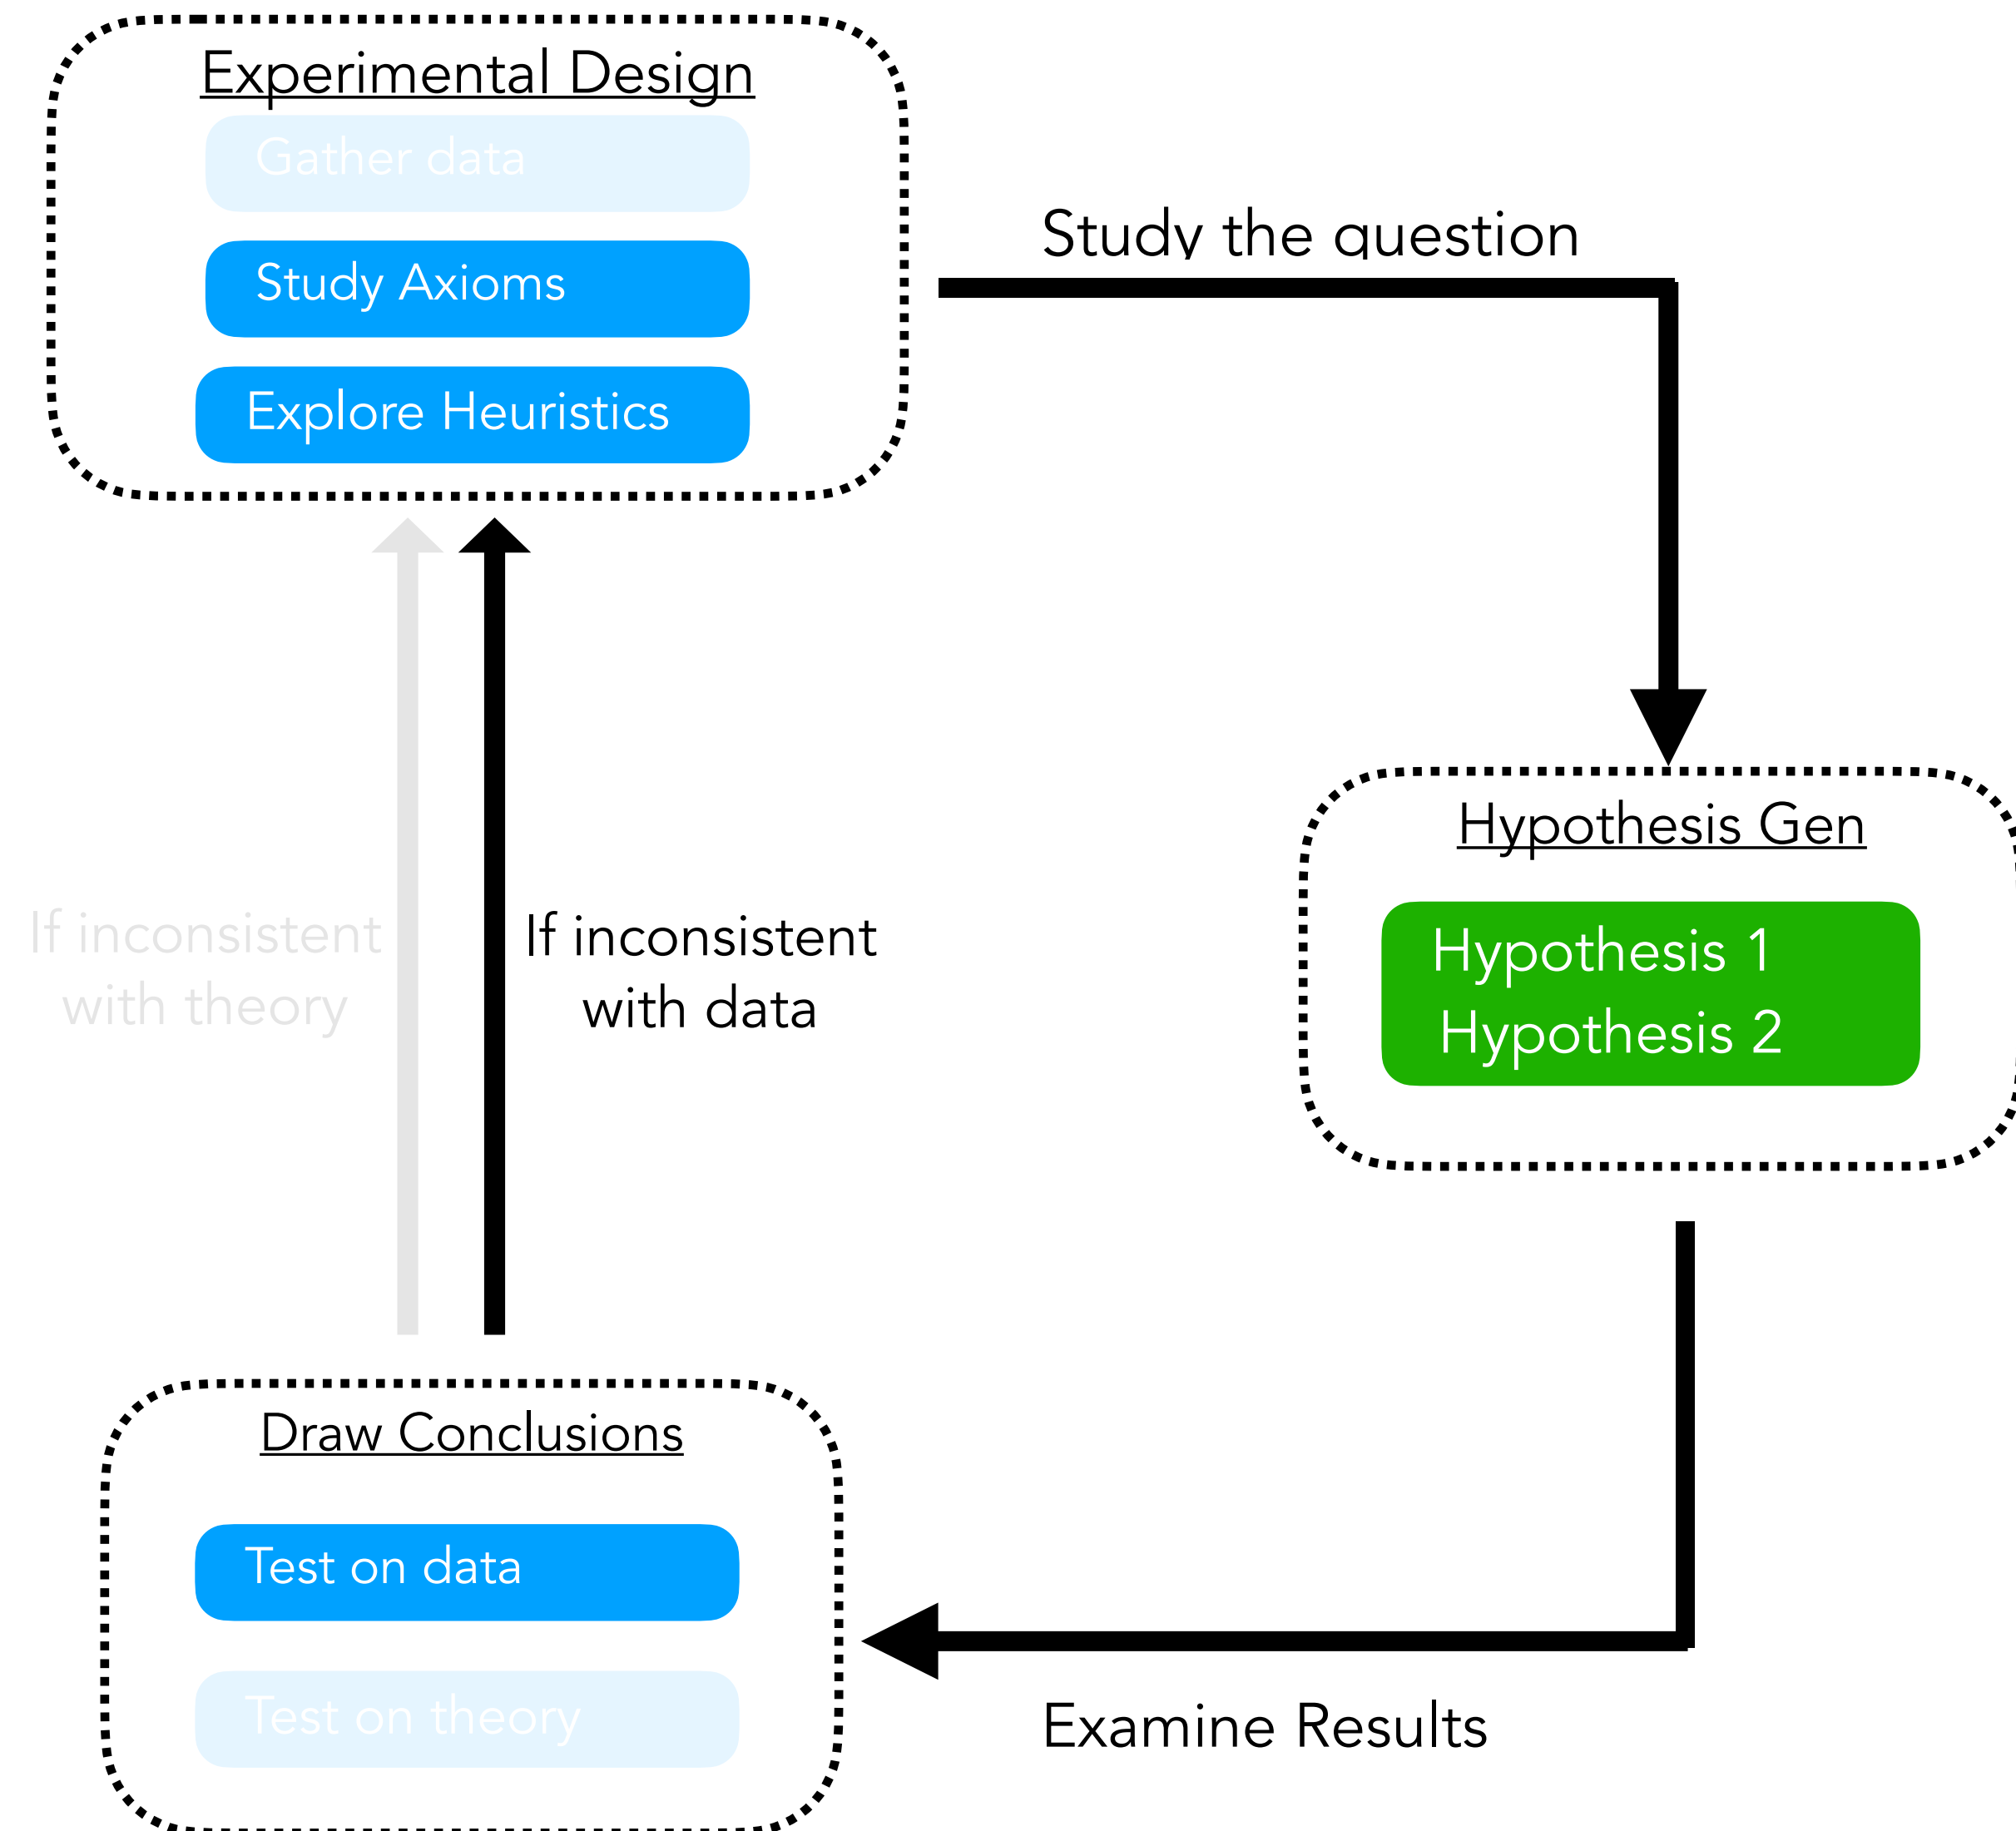 Experimental Design
Gather data
Study Axioms
Explore Heuristics
Study the question
Hypothesis Gen
Hypothesis 1
Hypothesis 2
If inconsistent
with theory
If inconsistent
with data
Draw Conclusions
Test on data
Test on theory
Examine Results